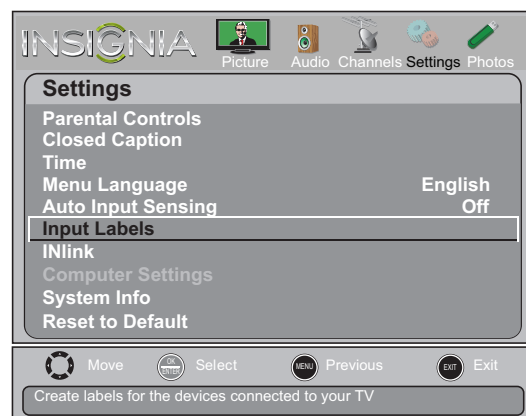 INSIGNIA
Picture Audio Channels Settings Photos
Settings
Parental Controls
Closed Caption
Time
Menu Language English
Auto Input Sensing Off
Input Labels
INlink
Computer Settings
System Info
Reset to Default
Move OK ENTER Select MENU Previous EXIT Exit
Create labels for the devices connected to your TV